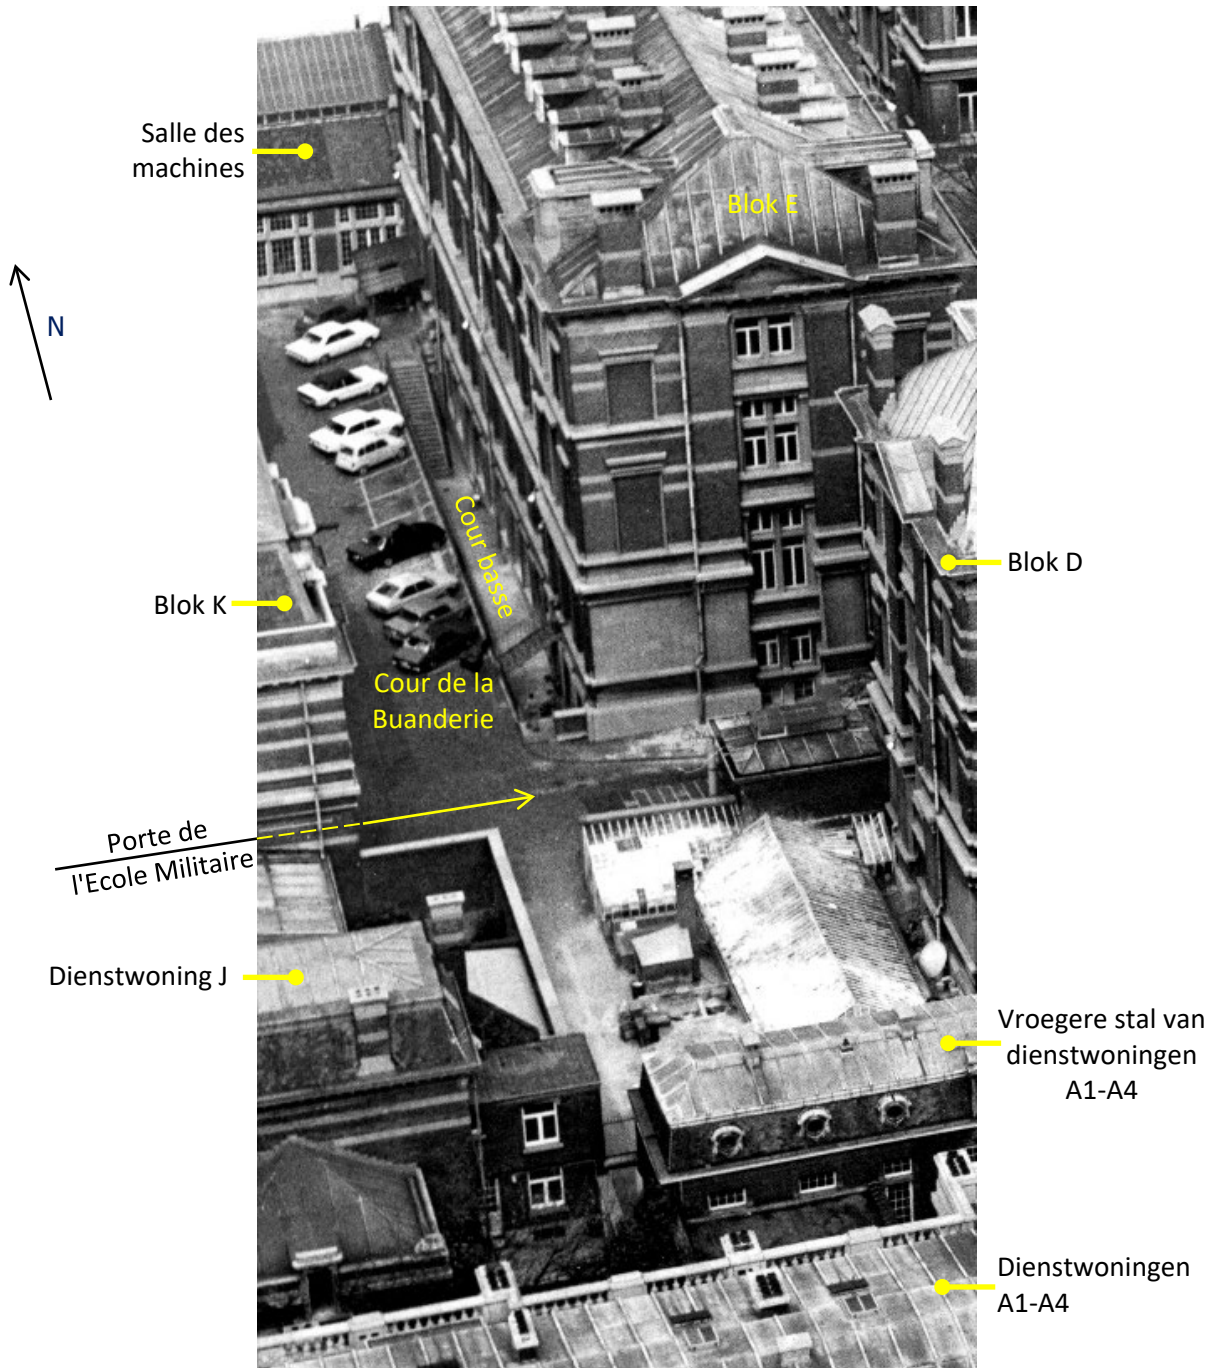 Salle des
machines
Blok E
N
Cour basse
Blok D
Blok K
Cour de la
Buanderie
Porte de
l'Ecole Militaire
Dienstwoning J
Vroegere stal van
dienstwoningen
A1-A4
Dienstwoningen
A1-A4